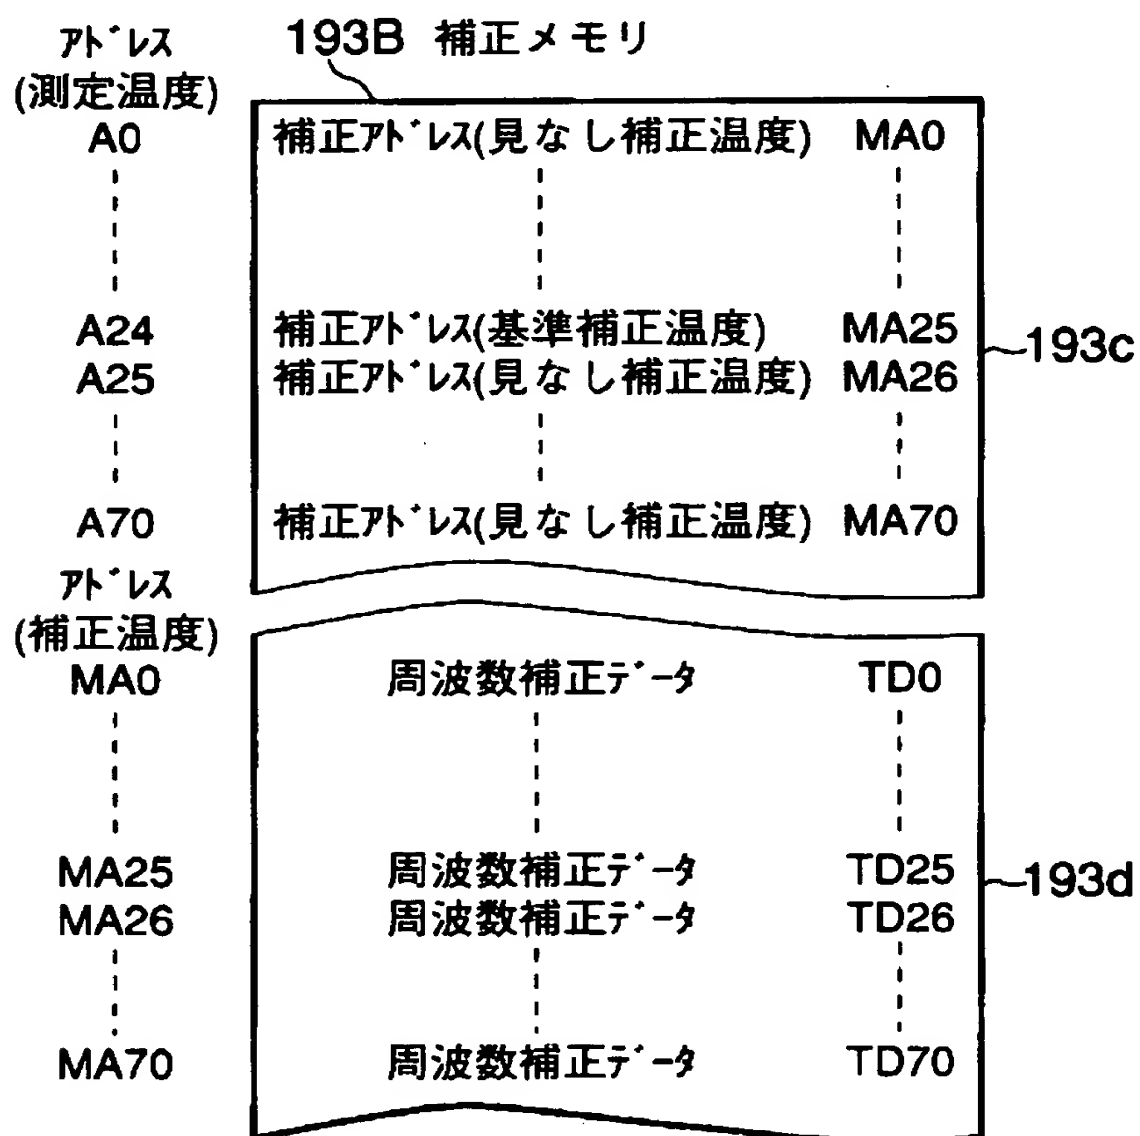 193B 補正メモリ
アドレス
(測定温度)
A0 補正アドレス(見なし補正温度) MA0
A24 補正アドレス(基準補正温度) MA25
193c
A25 補正アドレス(見なし補正温度) MA26
A70 補正アドレス(見なし補正温度) MA70
アドレス
(補正温度)
MA0 周波数補正データ TD0
MA25 周波数補正データ TD25
193d
MA26 周波数補正データ TD26
MA70 周波数補正データ TD70